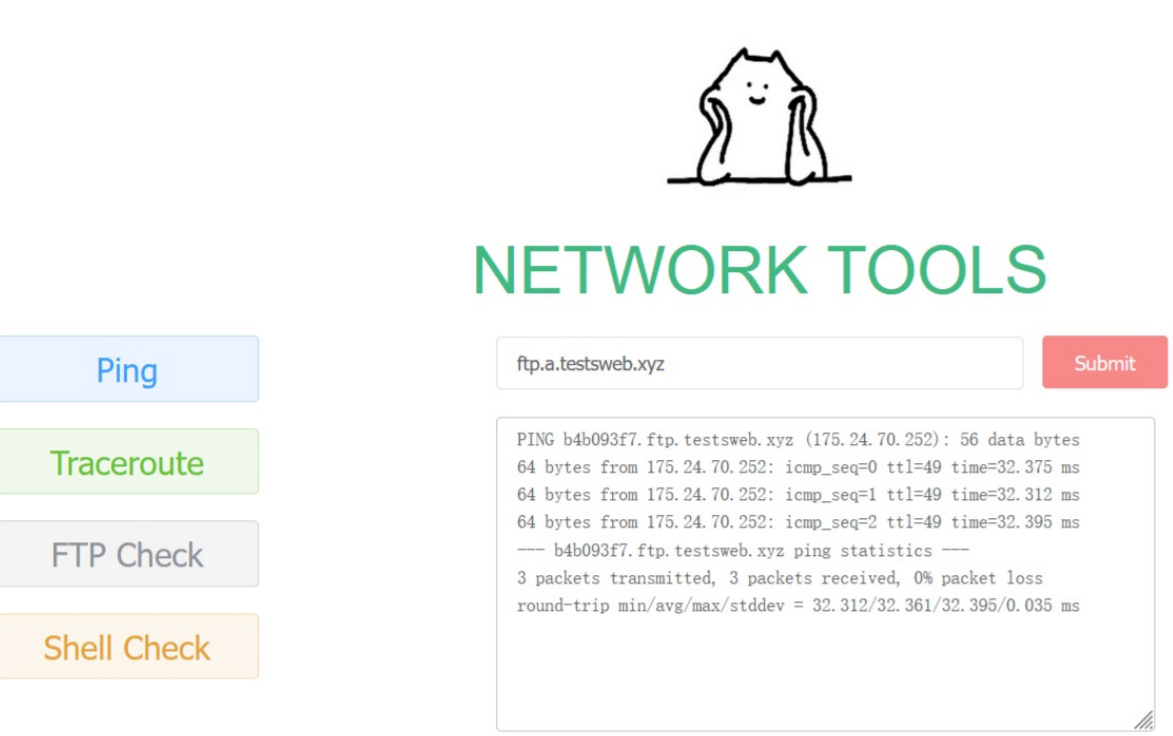 NETWORK TOOLS
Ping
Traceroute
FTP Check
Shell Check
ftp.a.testsweb.xyz
Submit
PING b4b093f7.ftp.testsweb.xyz (175.24.70.252): 56 data bytes
64 bytes from 175.24.70.252: icmp_seq=0 ttl=49 time=32.375 ms
64 bytes from 175.24.70.252: icmp_seq=1 ttl=49 time=32.312 ms
64 bytes from 175.24.70.252: icmp_seq=2 ttl=49 time=32.395 ms
--- b4b093f7.ftp.testsweb.xyz ping statistics ---
3 packets transmitted, 3 packets received, 0% packet loss
round-trip min/avg/max/stddev = 32.312/32.361/32.395/0.035 ms